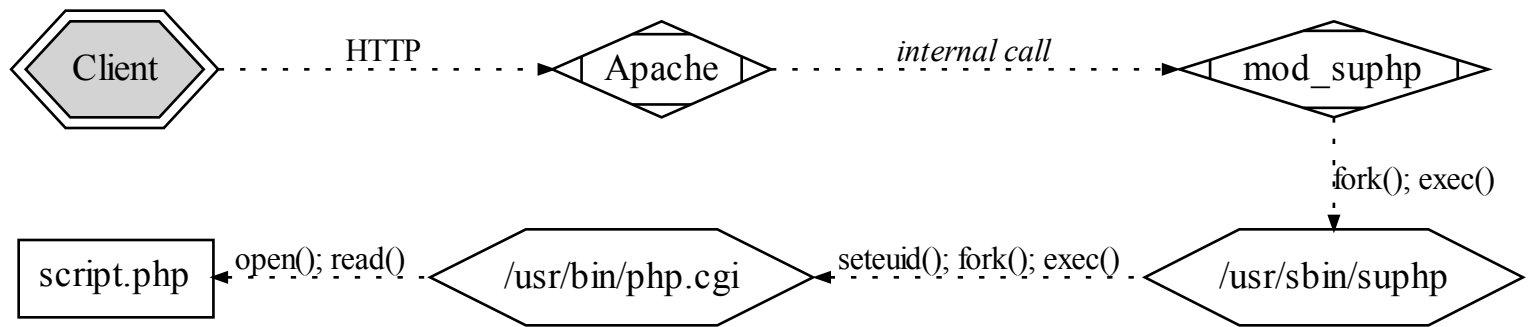 Client
HTTP
Apache
internal call
mod_suphp
fork(); exec()
script.php
open(); read()
/usr/bin/php.cgi
seteuid(); fork(); exec()
/usr/sbin/suphp